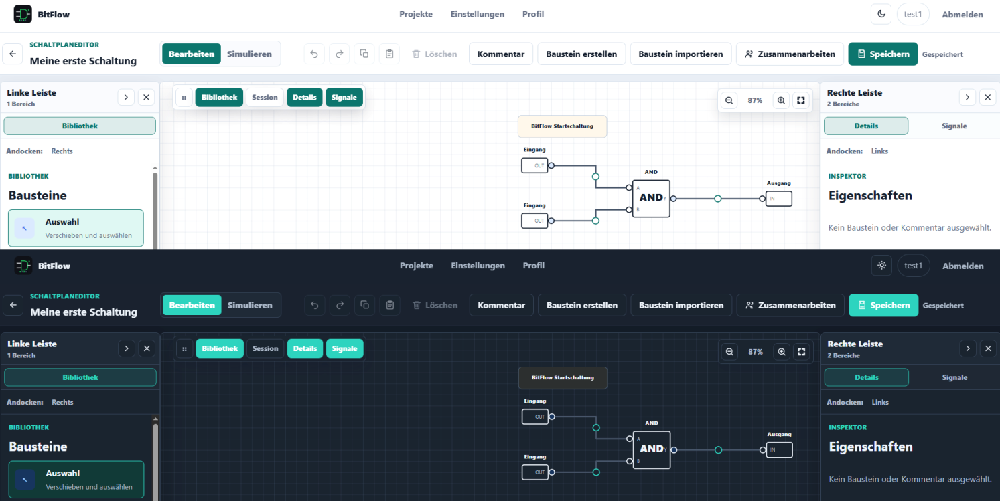 BitFlow
Projekte Einstellungen Profil
test1 Abmelden
SCHALTPLANEDITOR
Meine erste Schaltung
Bearbeiten Simulieren
Löschen
Kommentar
Baustein erstellen
Baustein importieren
Zusammenarbeiten
Speichern
Gespeichert
Linke Leiste
1 Bereich
Bibliothek
Andocken: Rechts
BIBLIOTHEK
Bausteine
Auswahl
Verschieben und auswählen
Bibliothek Session Details Signale
87%
BitFlow Startschaltung
Eingang
OUT
Eingang
OUT
AND
A
AND
Y
B
Ausgang
IN
Rechte Leiste
2 Bereiche
Details Signale
Andocken: Links
INSPEKTOR
Eigenschaften
Kein Baustein oder Kommentar ausgewählt.
BitFlow
Projekte Einstellungen Profil
test1 Abmelden
SCHALTPLANEDITOR
Meine erste Schaltung
Bearbeiten Simulieren
Löschen
Kommentar
Baustein erstellen
Baustein importieren
Zusammenarbeiten
Speichern
Gespeichert
Linke Leiste
1 Bereich
Bibliothek
Andocken: Rechts
BIBLIOTHEK
Bausteine
Auswahl
Verschieben und auswählen
Bibliothek Session Details Signale
87%
BitFlow Startschaltung
Eingang
OUT
Eingang
OUT
AND
A
AND
Y
B
Ausgang
IN
Rechte Leiste
2 Bereiche
Details Signale
Andocken: Links
INSPEKTOR
Eigenschaften
Kein Baustein oder Kommentar ausgewählt.